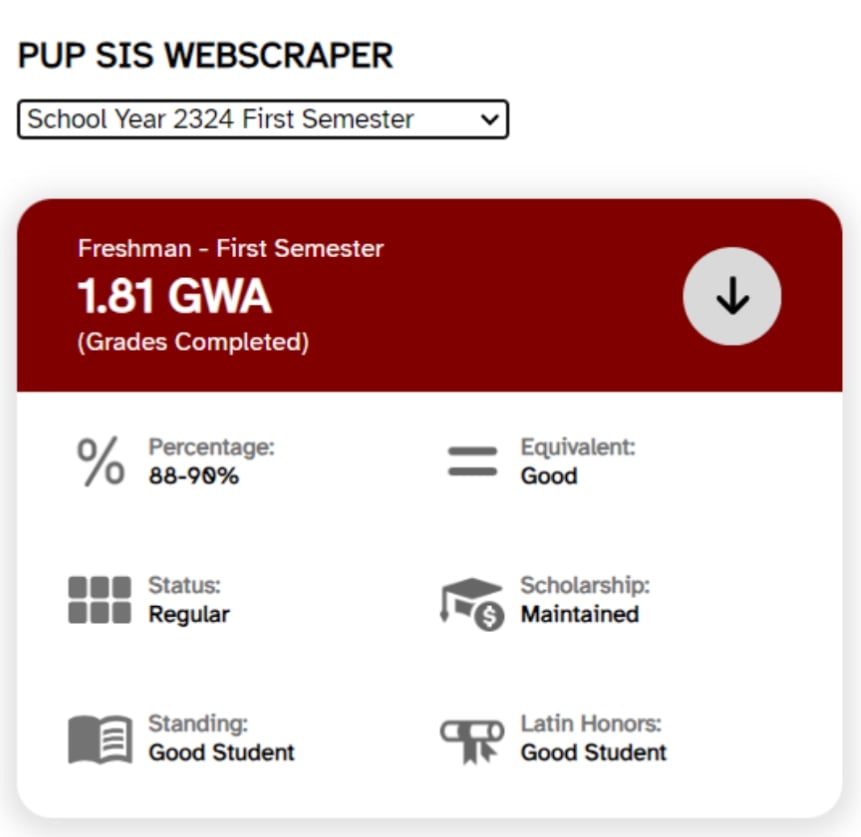 PUP SIS WEBSCRAPER
School Year 2324 First Semester
Freshman - First Semester
1.81 GWA
(Grades Completed)
Percentage:
88-90%
Equivalent:
Good
Status:
Regular
Scholarship:
Maintained
Standing:
Good Student
Latin Honors:
Good Student